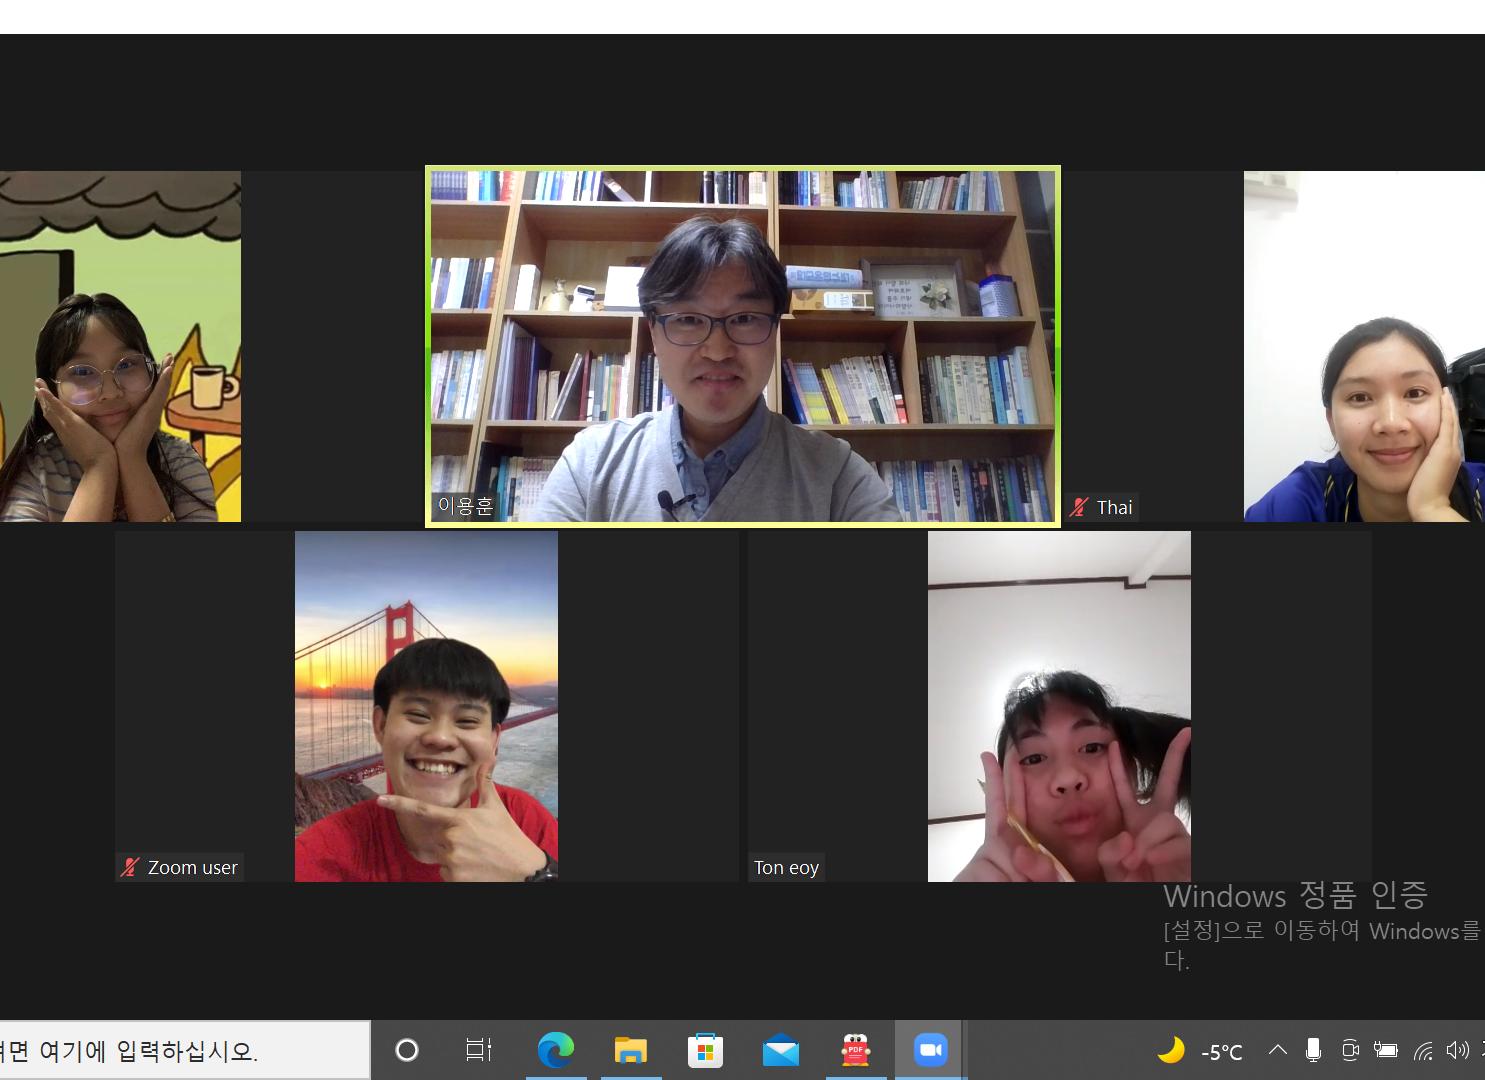 이용훈
Thai
Zoom user
Ton eoy
Windows 정품 인증
[설정]으로 이동하여 Windows를
다.
려면 여기에 입력하십시오.
PDF
-5°C